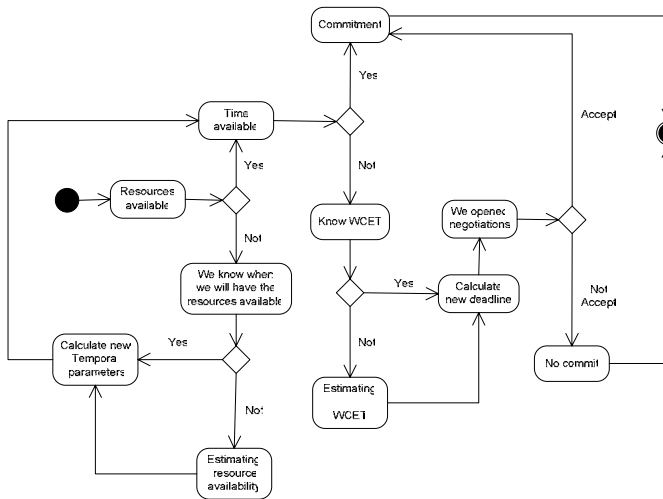 Commitment
Yes
Time
available
Accept
Yes
Not
Resources
available
Know WCET
We opened
negotiations
Not
We know when
we will have the
resources available
Yes
Calculate
new deadline
Not
Accept
Yes
Not
Calculate new
Tempora
parameters
No commit
Estimating
WCET
Not
Estimating
resource
availability